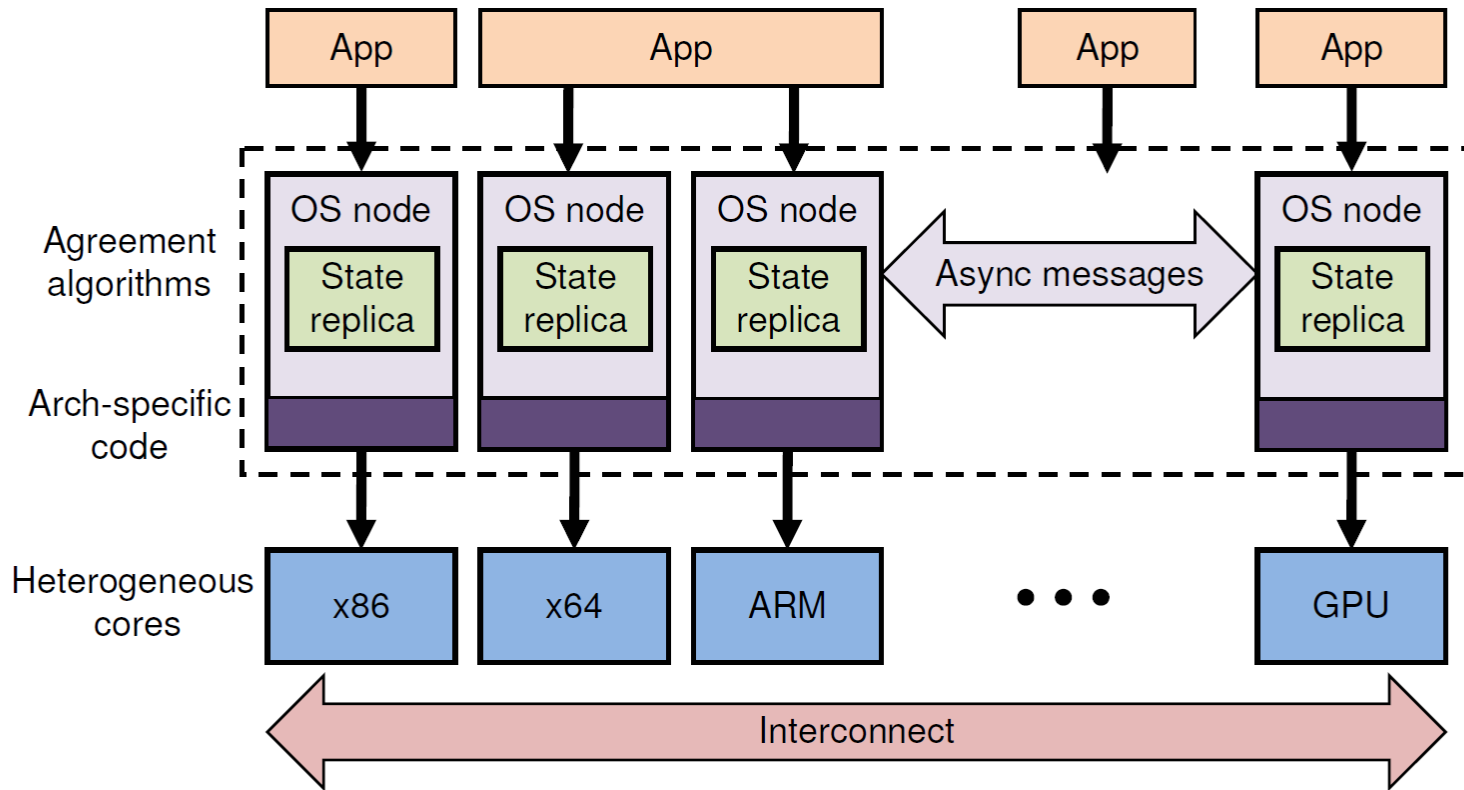 App
App
App
App
OS node
OS node
OS node
OS node
Agreement
algorithms
State
replica
State
replica
State
replica
Async messages
State
replica
Arch-specific
code
Heterogeneous
cores
x86
x64
ARM
GPU
Interconnect